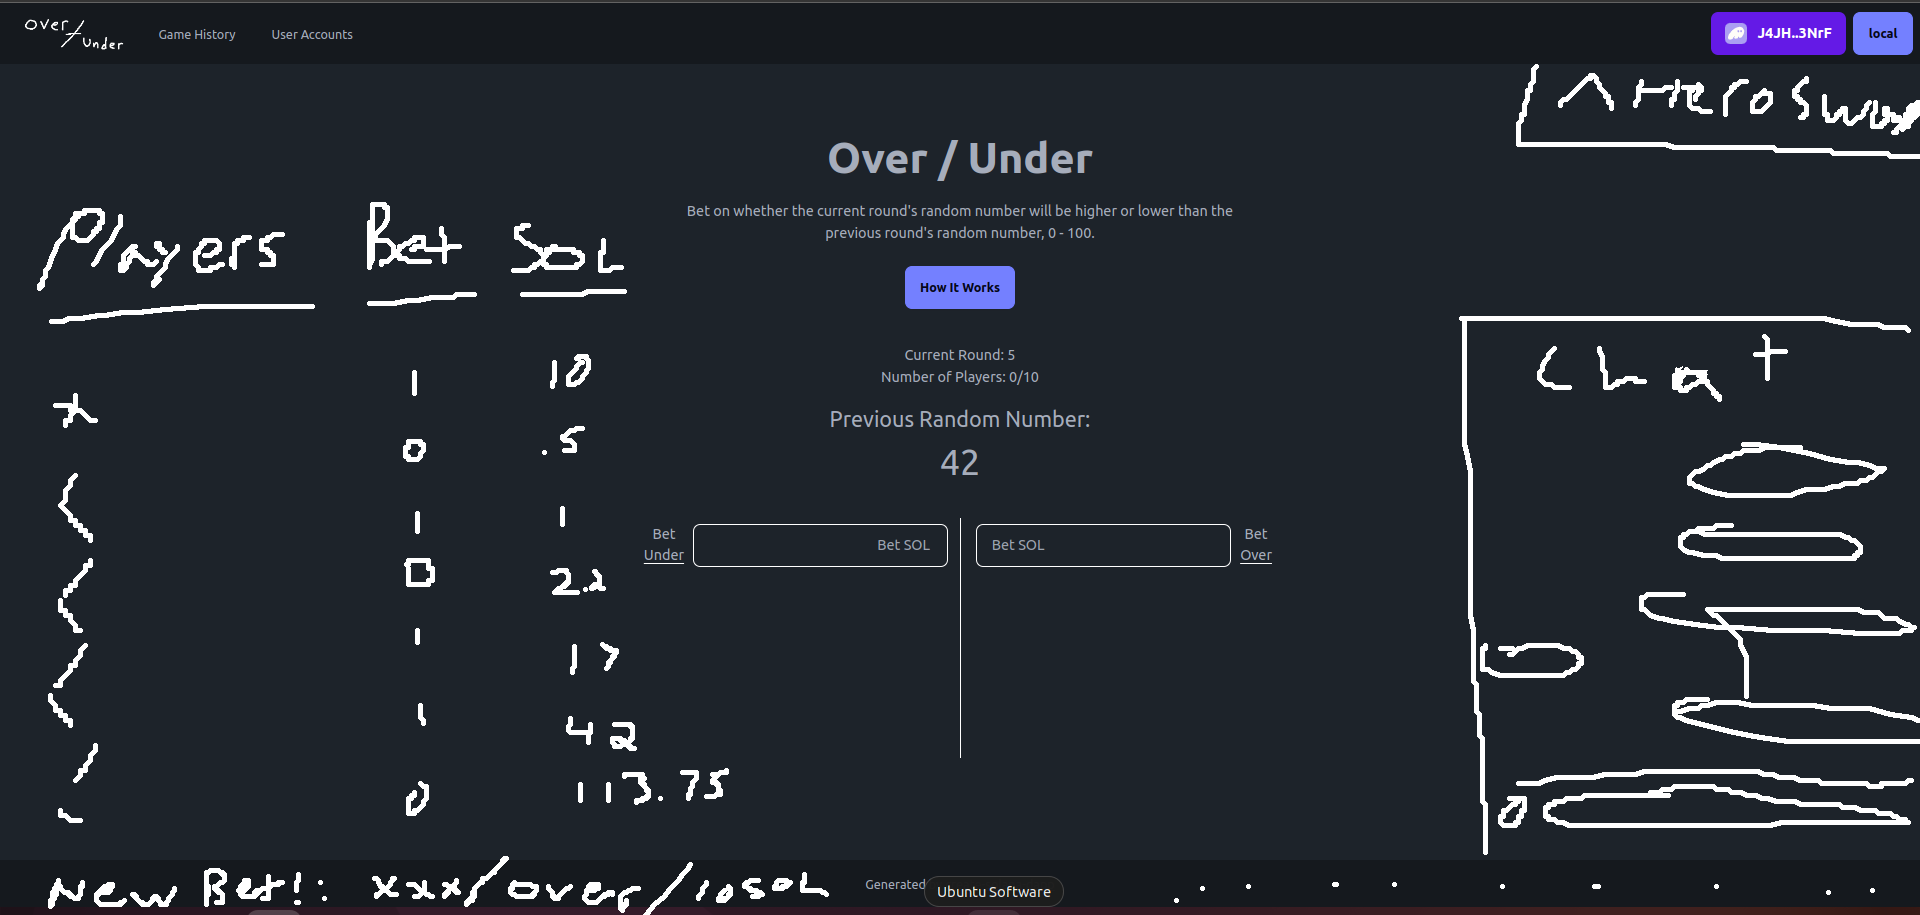 over/under
Game History
User Accounts
J4JH..3NrF
local
Over / Under
Bet on whether the current round's random number will be higher or lower than the
previous round's random number, 0 - 100.
How It Works
Current Round: 5
Number of Players: 0/10
Previous Random Number:
42
Bet
Under
Bet SOL
Bet SOL
Bet
Over
Players Bet SOL
1 10
0 .5
1 1
0 2.2
1 17
1 42
0 113.75
Chat
New Bet!: xxx/over/10SOL
Generated
Ubuntu Software